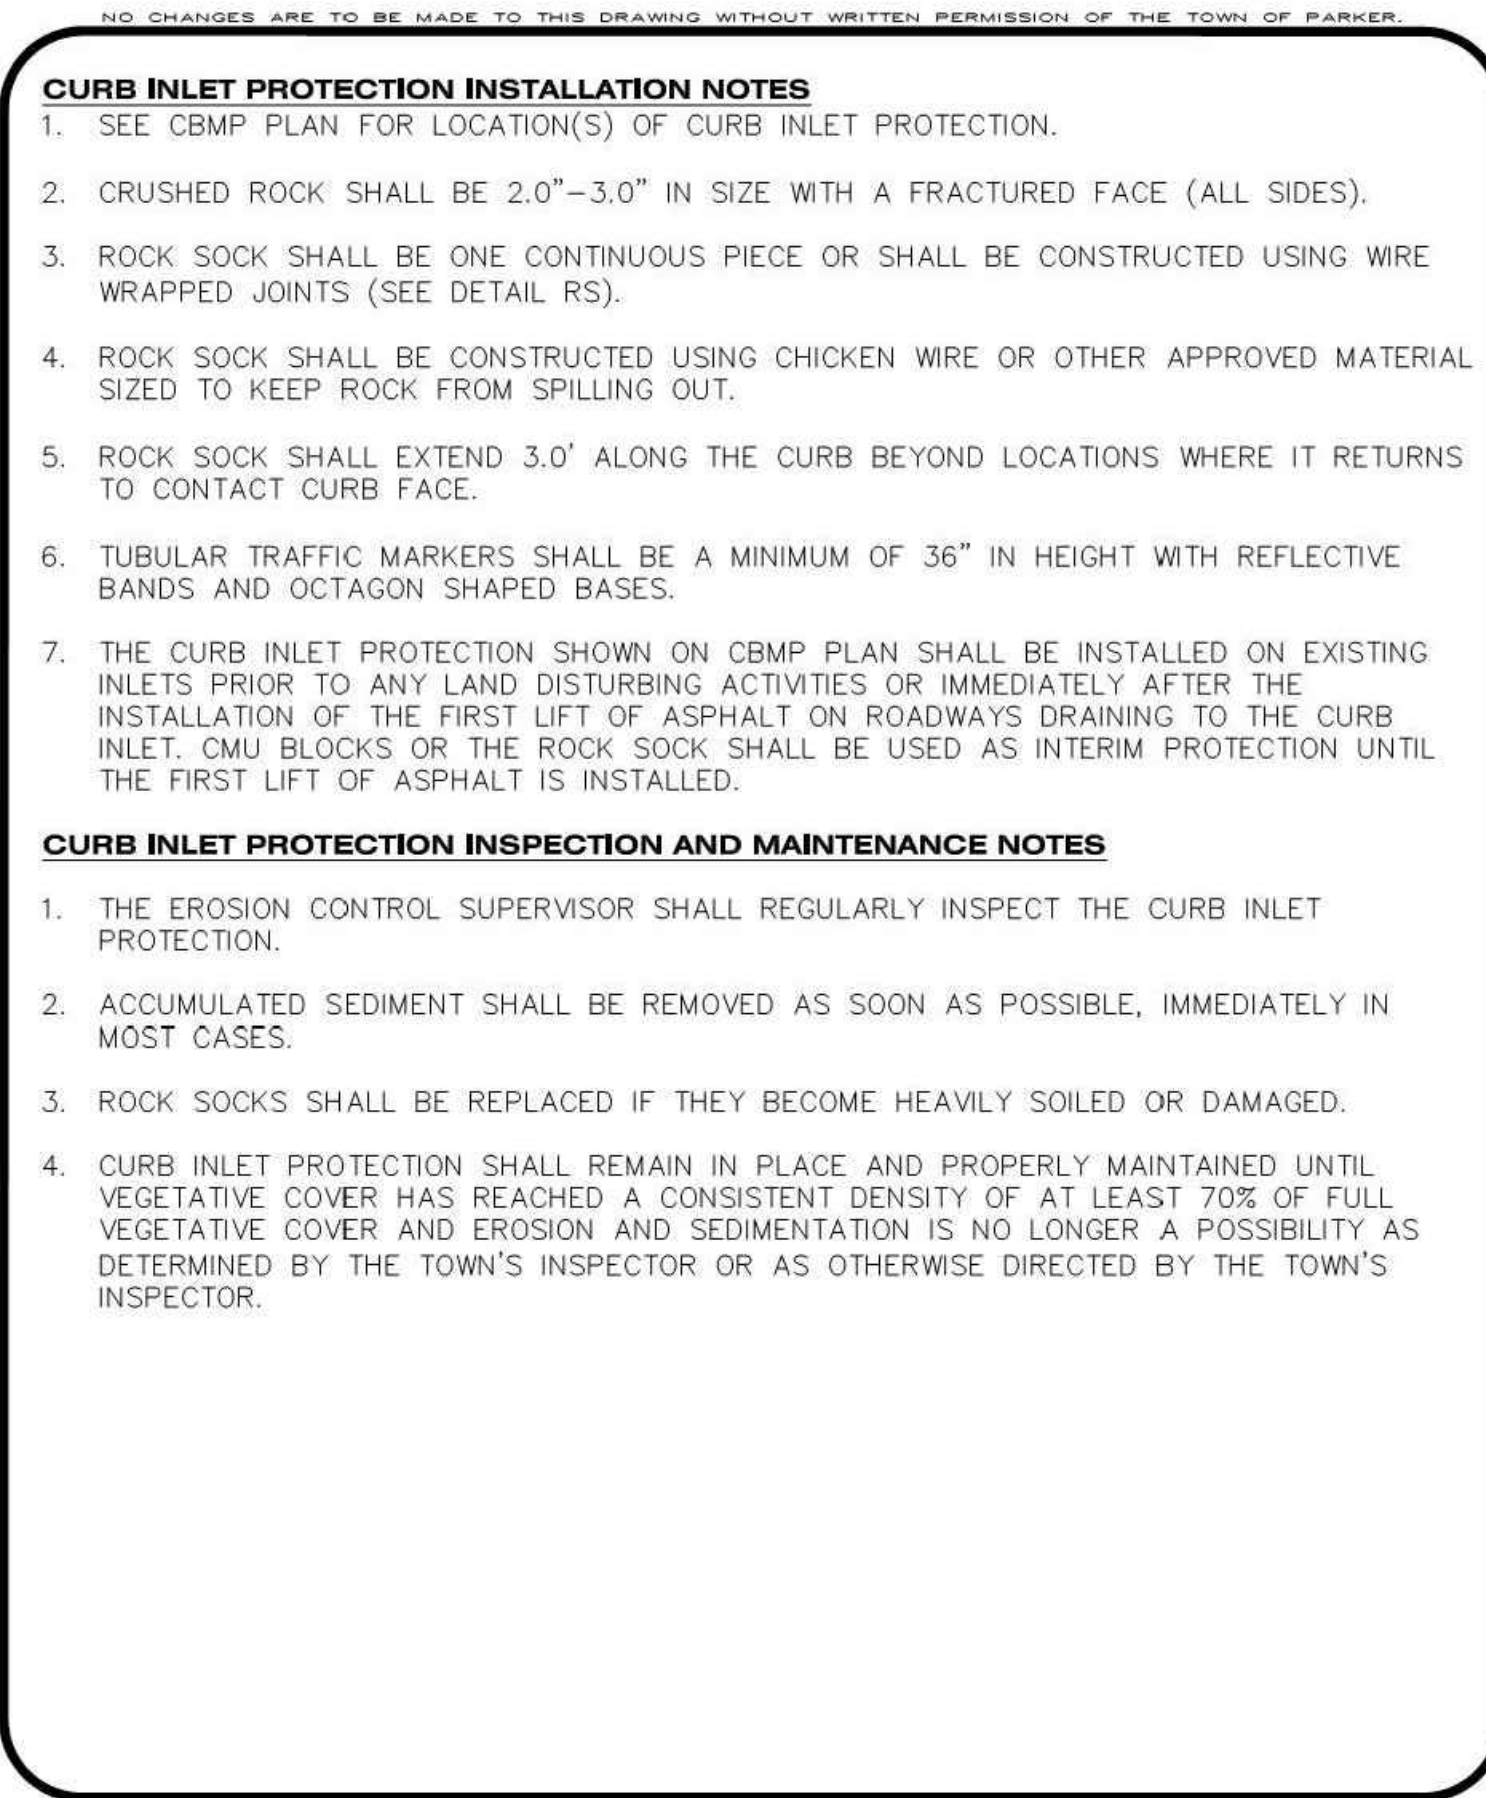 NO CHANGES ARE TO BE MADE TO THIS DRAWING WITHOUT WRITTEN PERMISSION OF THE TOWN OF PARKER.
CURB INLET PROTECTION INSTALLATION NOTES
1. SEE CBMP PLAN FOR LOCATION(S) OF CURB INLET PROTECTION.
2. CRUSHED ROCK SHALL BE 2.0"–3.0" IN SIZE WITH A FRACTURED FACE (ALL SIDES).
3. ROCK SOCK SHALL BE ONE CONTINUOUS PIECE OR SHALL BE CONSTRUCTED USING WIRE
WRAPPED JOINTS (SEE DETAIL RS).
4. ROCK SOCK SHALL BE CONSTRUCTED USING CHICKEN WIRE OR OTHER APPROVED MATERIAL
SIZED TO KEEP ROCK FROM SPILLING OUT.
5. ROCK SOCK SHALL EXTEND 3.0' ALONG THE CURB BEYOND LOCATIONS WHERE IT RETURNS
TO CONTACT CURB FACE.
6. TUBULAR TRAFFIC MARKERS SHALL BE A MINIMUM OF 36" IN HEIGHT WITH REFLECTIVE
BANDS AND OCTAGON SHAPED BASES.
7. THE CURB INLET PROTECTION SHOWN ON CBMP PLAN SHALL BE INSTALLED ON EXISTING
INLETS PRIOR TO ANY LAND DISTURBING ACTIVITIES OR IMMEDIATELY AFTER THE
INSTALLATION OF THE FIRST LIFT OF ASPHALT ON ROADWAYS DRAINING TO THE CURB
INLET. CMU BLOCKS OR THE ROCK SOCK SHALL BE USED AS INTERIM PROTECTION UNTIL
THE FIRST LIFT OF ASPHALT IS INSTALLED.
CURB INLET PROTECTION INSPECTION AND MAINTENANCE NOTES
1. THE EROSION CONTROL SUPERVISOR SHALL REGULARLY INSPECT THE CURB INLET
PROTECTION.
2. ACCUMULATED SEDIMENT SHALL BE REMOVED AS SOON AS POSSIBLE, IMMEDIATELY IN
MOST CASES.
3. ROCK SOCKS SHALL BE REPLACED IF THEY BECOME HEAVILY SOILED OR DAMAGED.
4. CURB INLET PROTECTION SHALL REMAIN IN PLACE AND PROPERLY MAINTAINED UNTIL
VEGETATIVE COVER HAS REACHED A CONSISTENT DENSITY OF AT LEAST 70% OF FULL
VEGETATIVE COVER AND EROSION AND SEDIMENTATION IS NO LONGER A POSSIBILITY AS
DETERMINED BY THE TOWN'S INSPECTOR OR AS OTHERWISE DIRECTED BY THE TOWN'S
INSPECTOR.